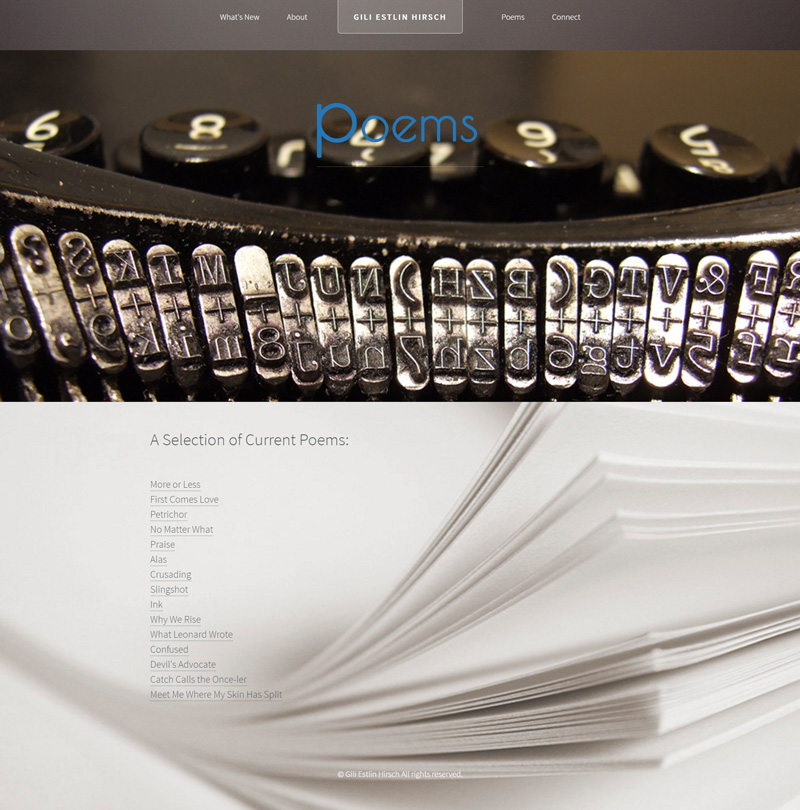 What's New
About
GILI ESTLIN HIRSCH
Poems
Connect
Poems
A Selection of Current Poems:
More or Less
First Comes Love
Petrichor
No Matter What
Praise
Alas
Crusading
Slingshot
Ink
Why We Rise
What Leonard Wrote
Confused
Devil's Advocate
Catch Calls the Once-ler
Meet Me Where My Skin Has Split
© Gili Estlin Hirsch All rights reserved.